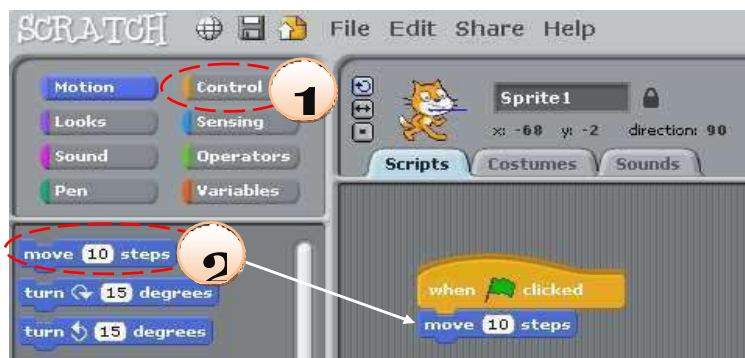 SCRATCH File Edit Share Help
Motion Control 1
Looks Sensing
Sound Operators
Pen Variables
Sprite1
x: -68 y: -2 direction: 90
Scripts Costumes Sounds
move 10 steps 2
turn 15 degrees
turn 15 degrees
when clicked
move 10 steps